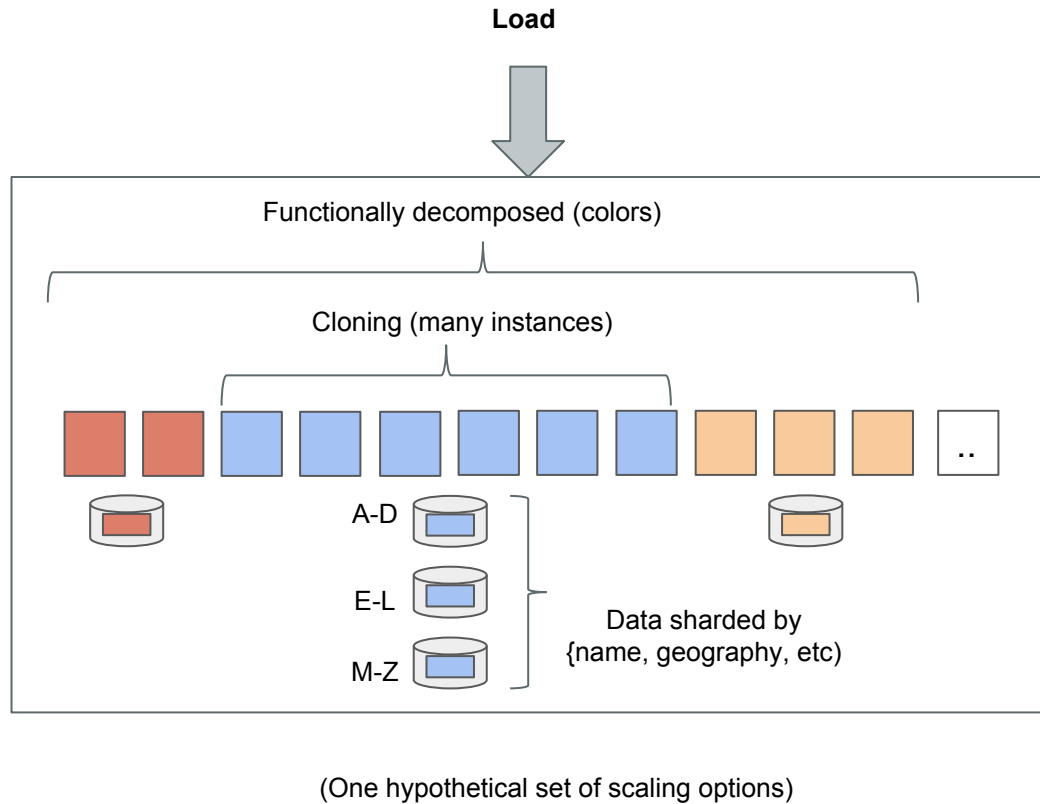 Load
Functionally decomposed (colors)
Cloning (many instances)
..
A-D
E-L
M-Z
Data sharded by
{name, geography, etc)
(One hypothetical set of scaling options)